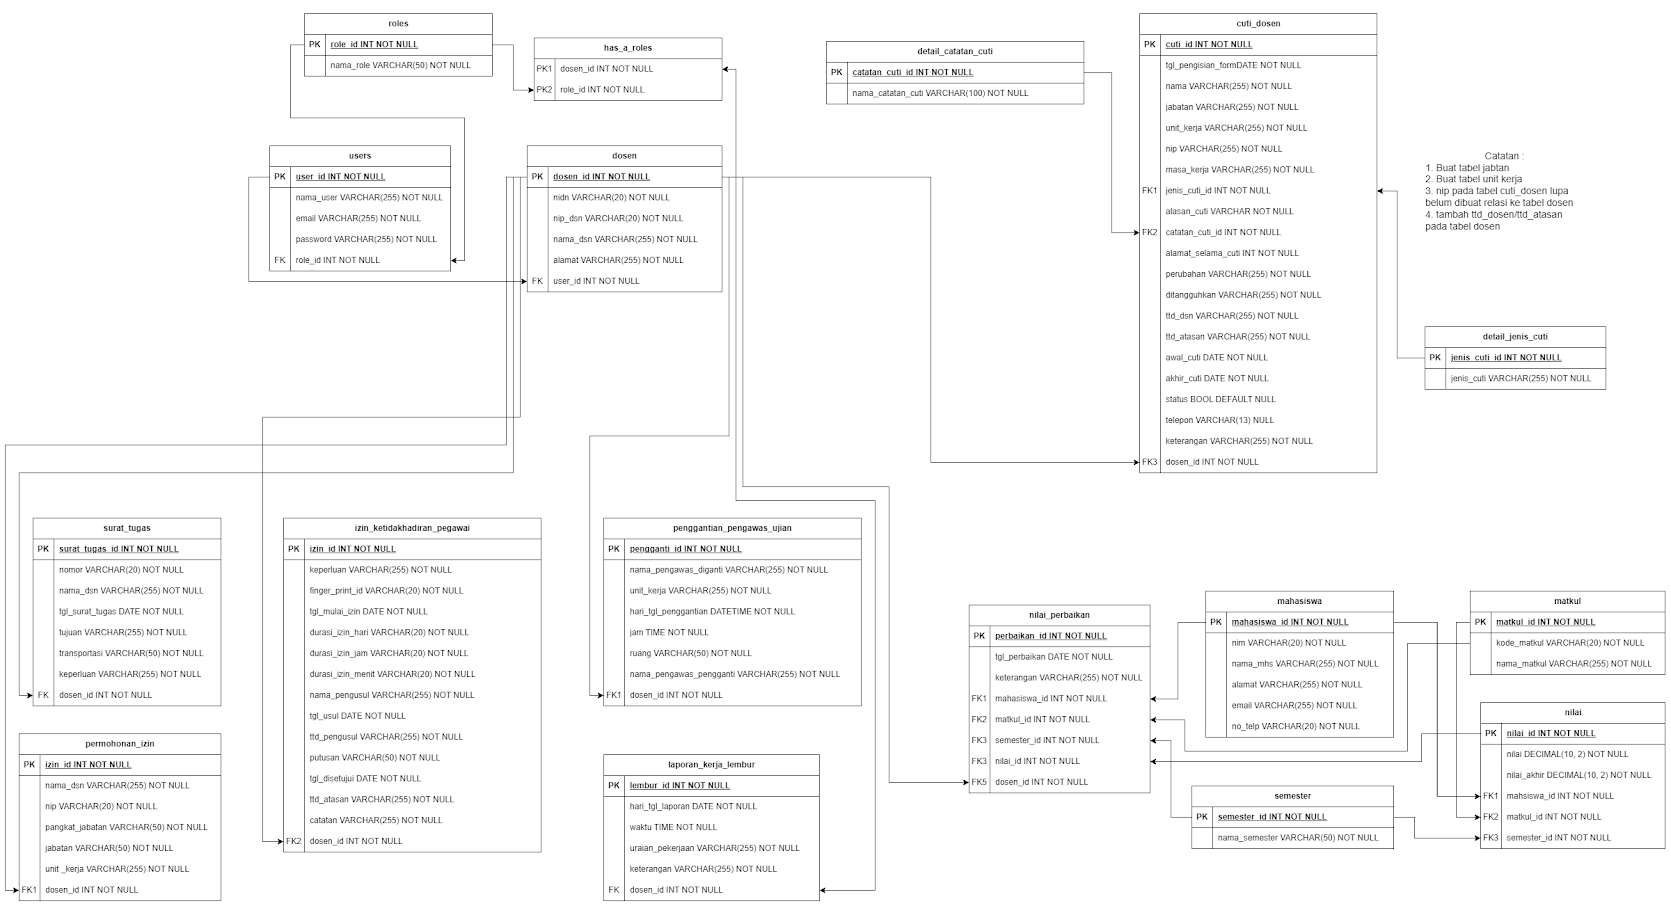 roles
PK role_id INT NOT NULL
nama_role VARCHAR(50) NOT NULL
has_a_roles
PK1 dosen_id INT NOT NULL
PK2 role_id INT NOT NULL
users
PK user_id INT NOT NULL
nama_user VARCHAR(255) NOT NULL
email VARCHAR(255) NOT NULL
password VARCHAR(255) NOT NULL
FK role_id INT NOT NULL
dosen
PK dosen_id INT NOT NULL
nidn VARCHAR(20) NOT NULL
nip_dsn VARCHAR(20) NOT NULL
nama_dsn VARCHAR(255) NOT NULL
alamat VARCHAR(255) NOT NULL
FK user_id INT NOT NULL
detail_catatan_cuti
PK catatan_cuti_id INT NOT NULL
nama_catatan_cuti VARCHAR(100) NOT NULL
cuti_dosen
PK cuti_id INT NOT NULL
tgl_pengisian_formDATE NOT NULL
nama VARCHAR(255) NOT NULL
jabatan VARCHAR(255) NOT NULL
unit_kerja VARCHAR(255) NOT NULL
nip VARCHAR(255) NOT NULL
masa_kerja VARCHAR(255) NOT NULL
FK1 jenis_cuti_id INT NOT NULL
alasan_cuti VARCHAR NOT NULL
FK2 catatan_cuti_id INT NOT NULL
alamat_selama_cuti INT NOT NULL
perubahan VARCHAR(255) NOT NULL
ditangguhkan VARCHAR(255) NOT NULL
ttd_dsn VARCHAR(255) NOT NULL
ttd_atasan VARCHAR(255) NOT NULL
awal_cuti DATE NOT NULL
akhir_cuti DATE NOT NULL
status BOOL DEFAULT NULL
telepon VARCHAR(13) NULL
keterangan VARCHAR(255) NOT NULL
FK3 dosen_id INT NOT NULL
Catatan :
1. Buat tabel jabtan
2. Buat tabel unit kerja
3. nip pada tabel cuti_dosen lupa
belum dibuat relasi ke tabel dosen
4. tambah ttd_dosen/ttd_atasan
pada tabel dosen
detail_jenis_cuti
PK jenis_cuti_id INT NOT NULL
jenis_cuti VARCHAR(255) NOT NULL
surat_tugas
PK surat_tugas_id INT NOT NULL
nomor VARCHAR(20) NOT NULL
nama_dsn VARCHAR(255) NOT NULL
tgl_surat_tugas DATE NOT NULL
tujuan VARCHAR(255) NOT NULL
transportasi VARCHAR(50) NOT NULL
keperluan VARCHAR(255) NOT NULL
FK dosen_id INT NOT NULL
permohonan_izin
PK izin_id INT NOT NULL
nama_dsn VARCHAR(255) NOT NULL
nip VARCHAR(20) NOT NULL
pangkat_jabatan VARCHAR(50) NOT NULL
jabatan VARCHAR(50) NOT NULL
unit _kerja VARCHAR(255) NOT NULL
FK1 dosen_id INT NOT NULL
izin_ketidakhadiran_pegawai
PK izin_id INT NOT NULL
keperluan VARCHAR(255) NOT NULL
finger_print_id VARCHAR(20) NOT NULL
tgl_mulai_izin DATE NOT NULL
durasi_izin_hari VARCHAR(20) NOT NULL
durasi_izin_jam VARCHAR(20) NOT NULL
durasi_izin_menit VARCHAR(20) NOT NULL
nama_pengusul VARCHAR(255) NOT NULL
tgl_usul DATE NOT NULL
ttd_pengusul VARCHAR(255) NOT NULL
putusan VARCHAR(50) NOT NULL
tgl_disetujui DATE NOT NULL
ttd_atasan VARCHAR(255) NOT NULL
catatan VARCHAR(255) NOT NULL
FK2 dosen_id INT NOT NULL
penggantian_pengawas_ujian
PK pengganti_id INT NOT NULL
nama_pengawas_diganti VARCHAR(255) NOT NULL
unit_kerja VARCHAR(255) NOT NULL
hari_tgl_penggantian DATETIME NOT NULL
jam TIME NOT NULL
ruang VARCHAR(50) NOT NULL
nama_pengawas_pengganti VARCHAR(255) NOT NULL
FK1 dosen_id INT NOT NULL
laporan_kerja_lembur
PK lembur_id INT NOT NULL
hari_tgl_laporan DATE NOT NULL
waktu TIME NOT NULL
uraian_pekerjaan VARCHAR(255) NOT NULL
keterangan VARCHAR(255) NOT NULL
FK dosen_id INT NOT NULL
nilai_perbaikan
PK perbaikan_id INT NOT NULL
tgl_perbaikan DATE NOT NULL
keterangan VARCHAR(255) NOT NULL
FK1 mahasiswa_id INT NOT NULL
FK2 matkul_id INT NOT NULL
FK3 semester_id INT NOT NULL
FK3 nilai_id INT NOT NULL
FK5 dosen_id INT NOT NULL
mahasiswa
PK mahasiswa_id INT NOT NULL
nim VARCHAR(20) NOT NULL
nama_mhs VARCHAR(255) NOT NULL
alamat VARCHAR(255) NOT NULL
email VARCHAR(255) NOT NULL
no_telp VARCHAR(20) NOT NULL
semester
PK semester_id INT NOT NULL
nama_semester VARCHAR(50) NOT NULL
matkul
PK matkul_id INT NOT NULL
kode_matkul VARCHAR(20) NOT NULL
nama_matkul VARCHAR(255) NOT NULL
nilai
PK nilai_id INT NOT NULL
nilai DECIMAL(10, 2) NOT NULL
nilai_akhir DECIMAL(10, 2) NOT NULL
FK1 mahsiswa_id INT NOT NULL
FK2 matkul_id INT NOT NULL
FK3 semester_id INT NOT NULL